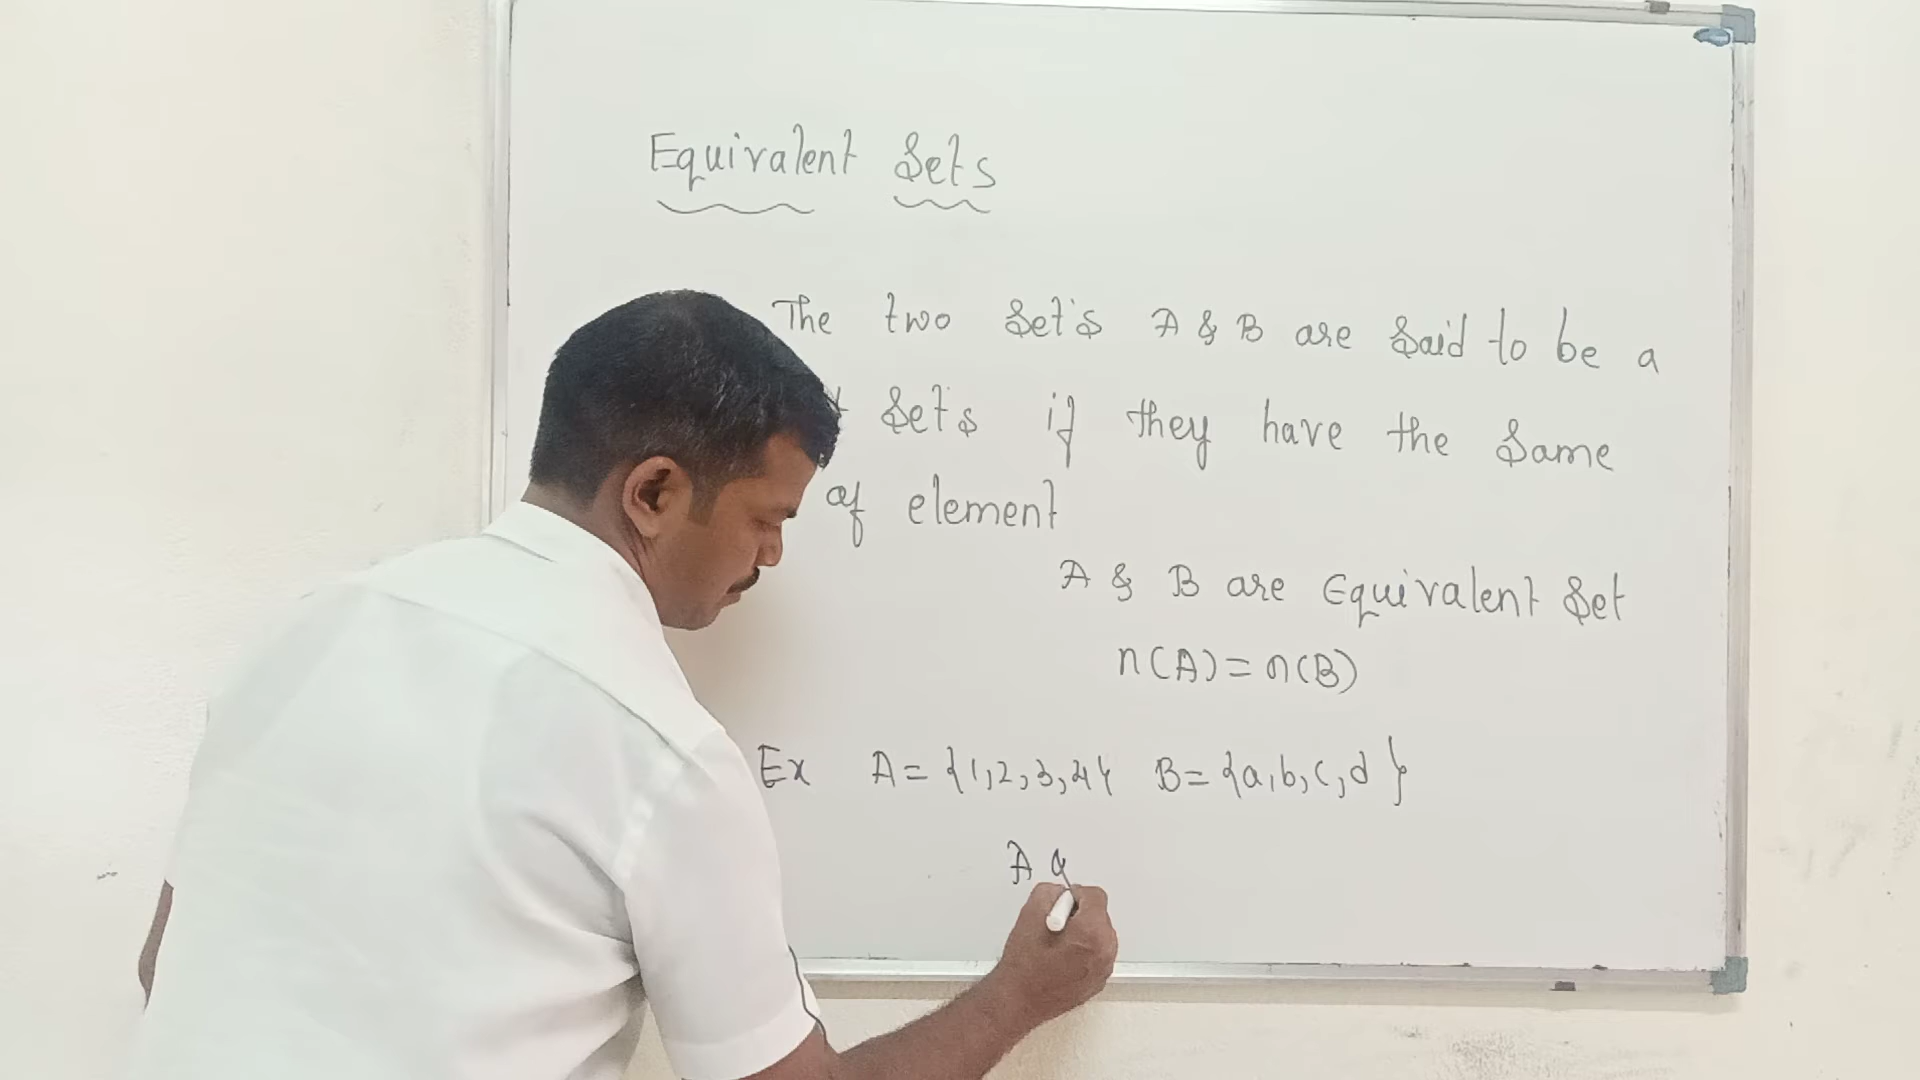 Equivalent Sets
The two Set's A & B are Said to be a
Sets if they have the Same
of element
A & B are Equivalent Set
n(A) = n(B)
Ex A = {1,2,3,4} B = {a,b,c,d}
A